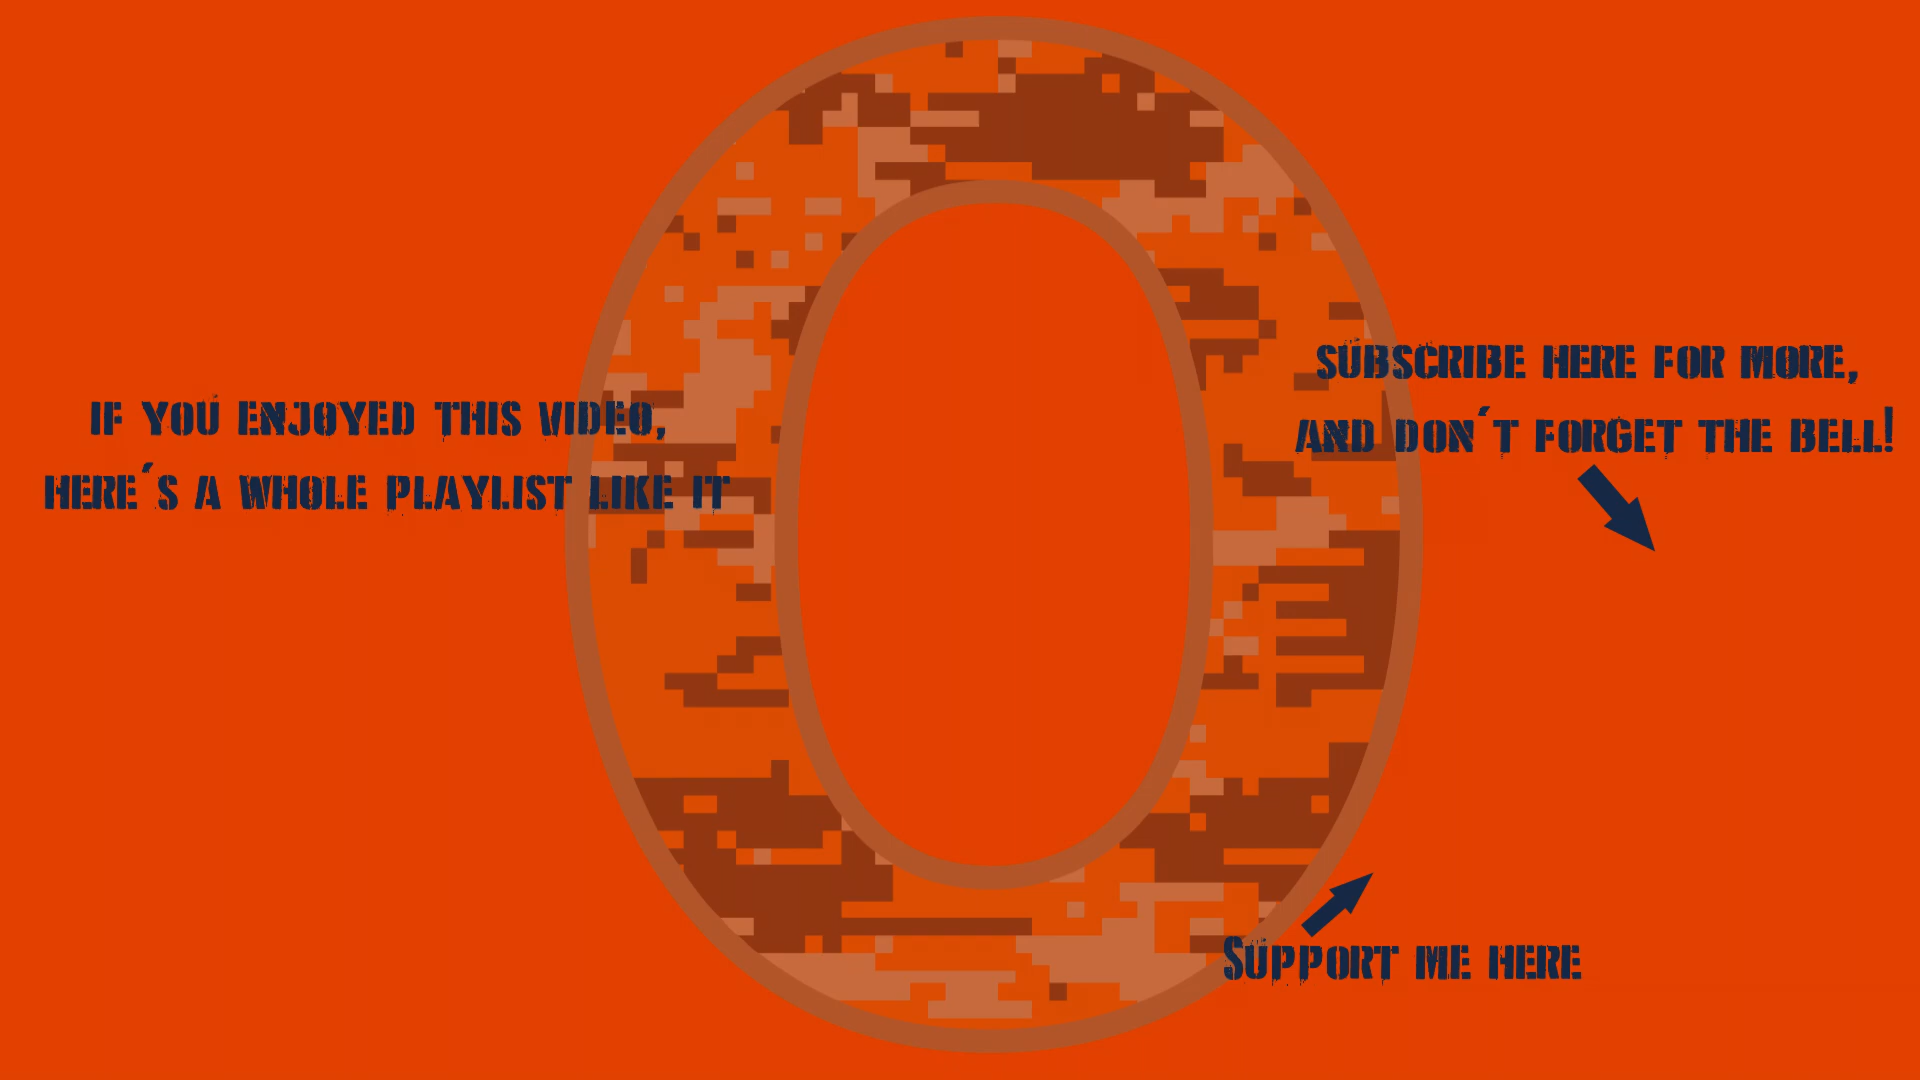 IF YOU ENJOYED THIS VIDEO,
HERE'S A WHOLE PLAYLIST LIKE IT
SUBSCRIBE HERE FOR MORE,
AND DON'T FORGET THE BELL!
SUPPORT ME HERE
O